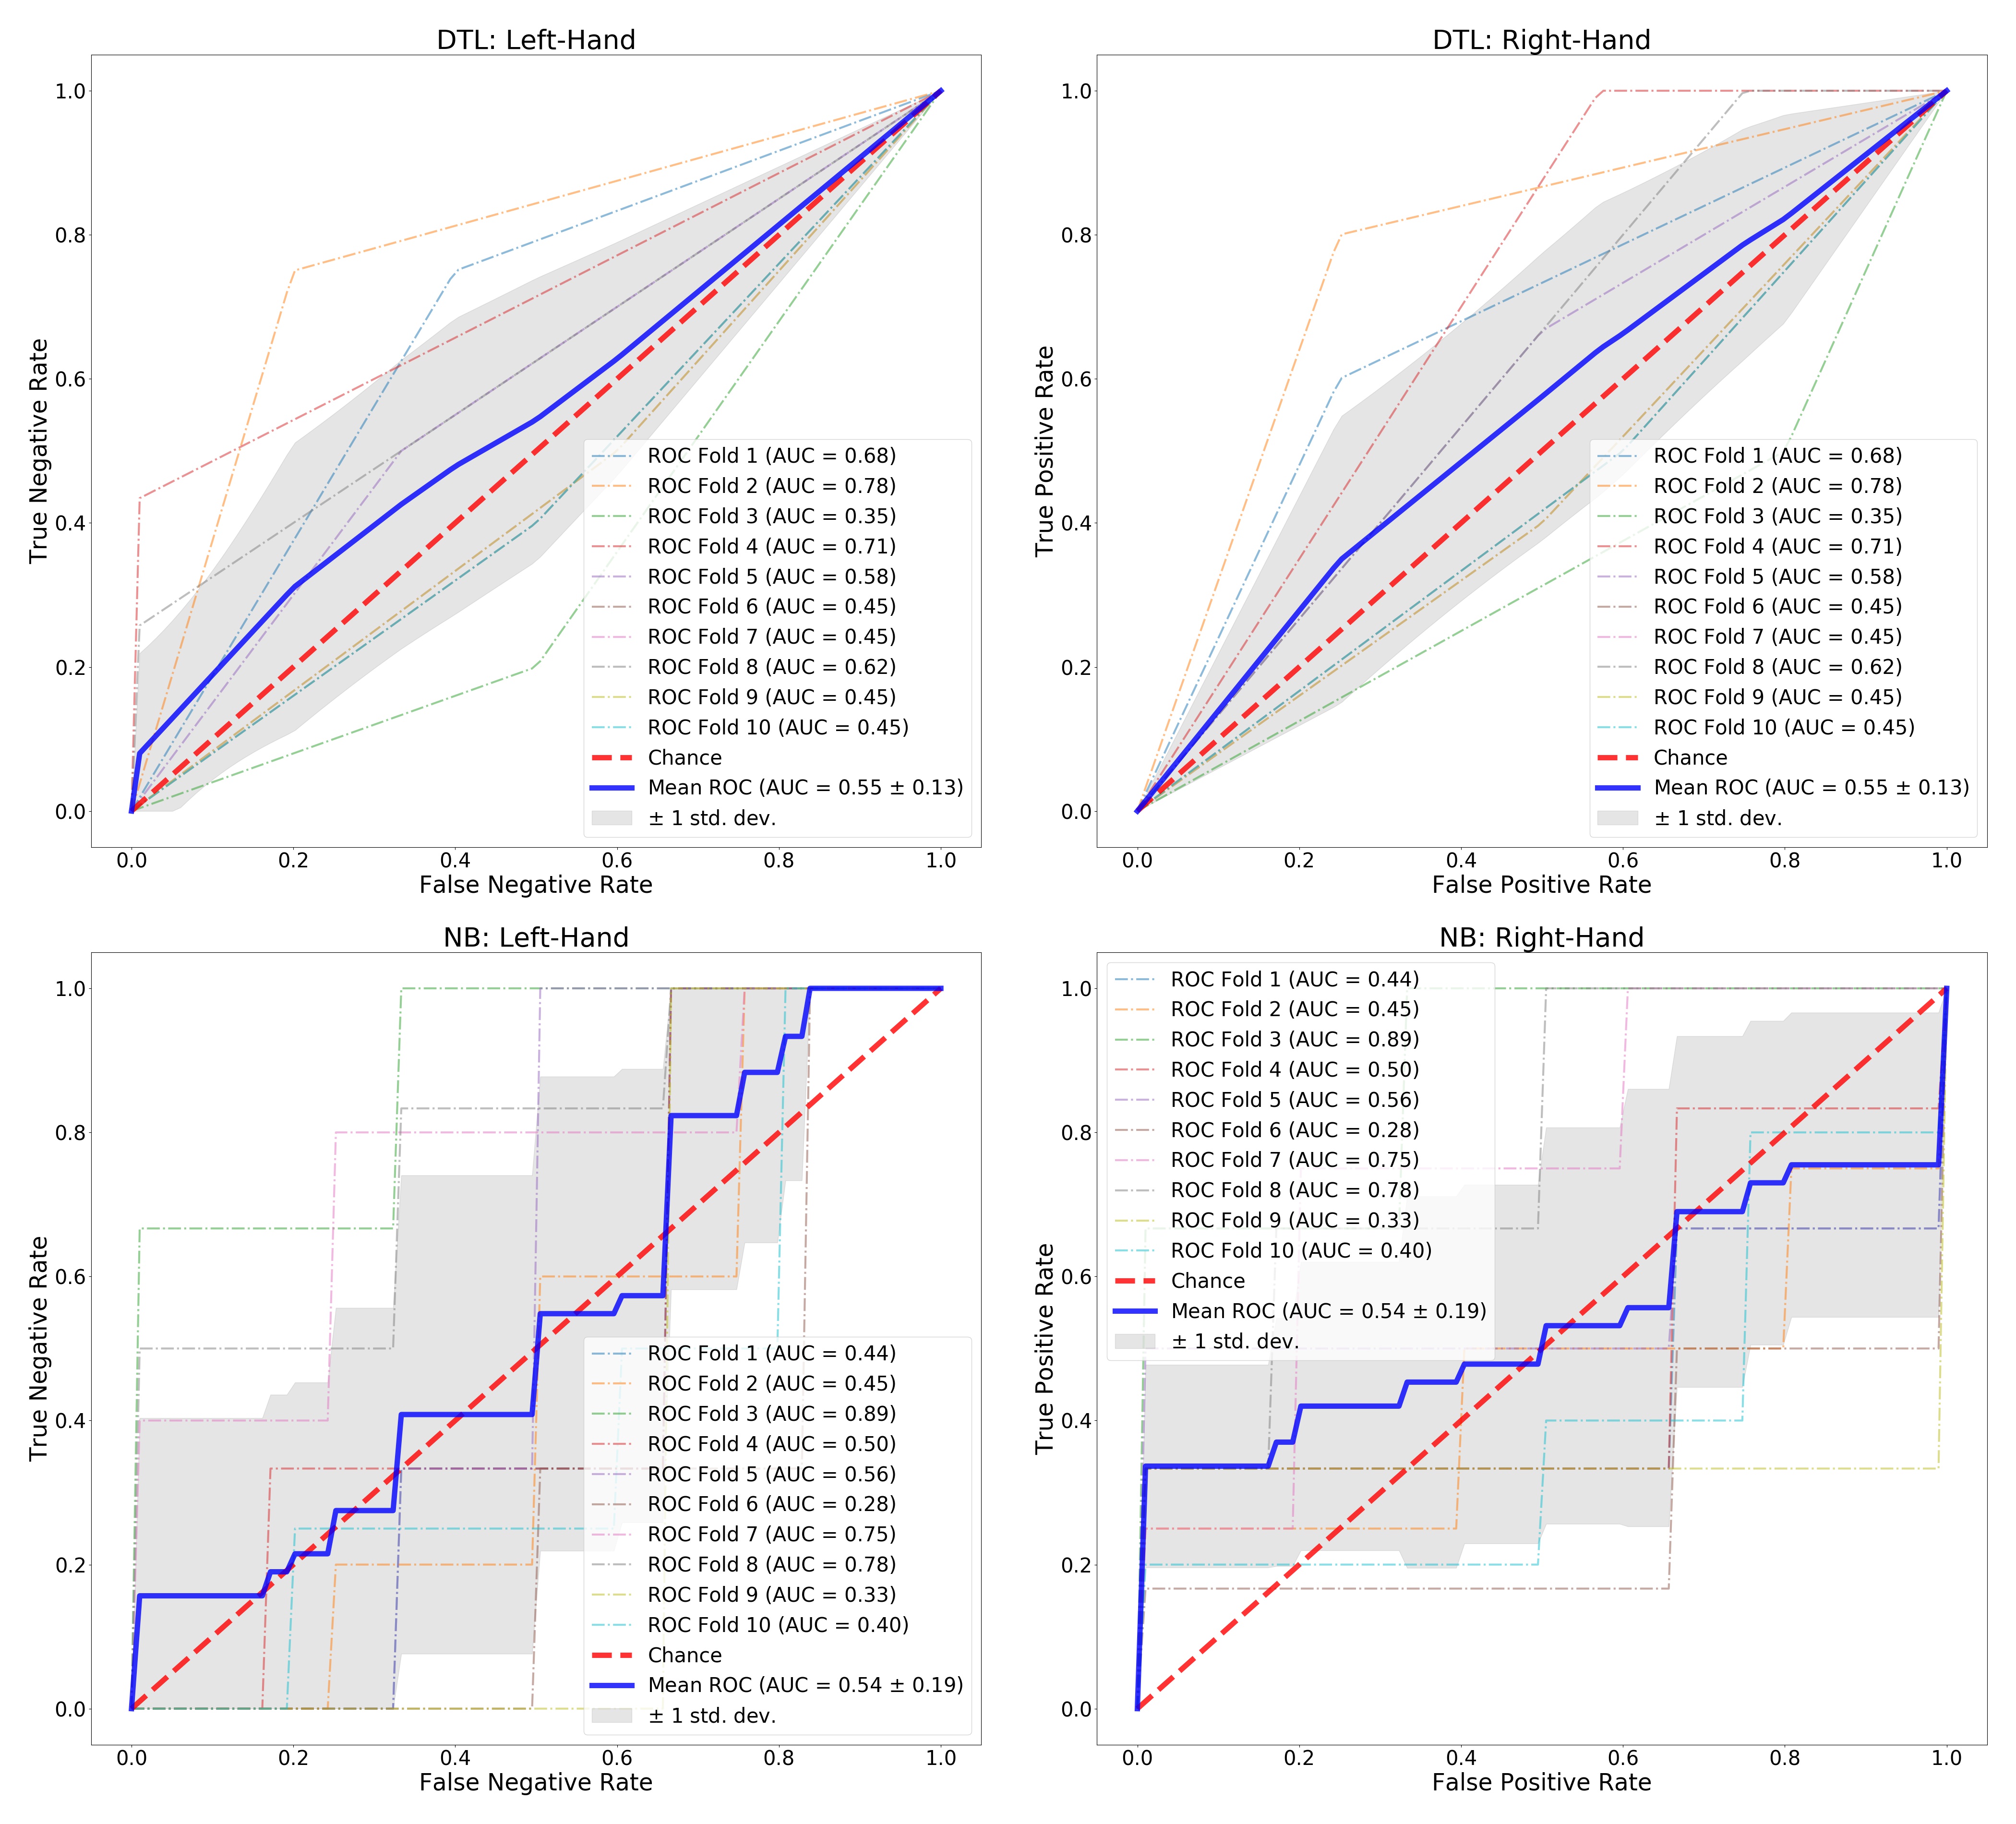 DTL: Left-Hand
True Negative Rate
1.0
0.8
0.6
0.4
0.2
0.0
ROC Fold 1 (AUC = 0.68)
ROC Fold 2 (AUC = 0.78)
ROC Fold 3 (AUC = 0.35)
ROC Fold 4 (AUC = 0.71)
ROC Fold 5 (AUC = 0.58)
ROC Fold 6 (AUC = 0.45)
ROC Fold 7 (AUC = 0.45)
ROC Fold 8 (AUC = 0.62)
ROC Fold 9 (AUC = 0.45)
ROC Fold 10 (AUC = 0.45)
Chance
Mean ROC (AUC = 0.55 ± 0.13)
± 1 std. dev.
0.0 0.2 0.4 0.6 0.8 1.0
False Negative Rate
DTL: Right-Hand
True Positive Rate
1.0
0.8
0.6
0.4
0.2
0.0
ROC Fold 1 (AUC = 0.68)
ROC Fold 2 (AUC = 0.78)
ROC Fold 3 (AUC = 0.35)
ROC Fold 4 (AUC = 0.71)
ROC Fold 5 (AUC = 0.58)
ROC Fold 6 (AUC = 0.45)
ROC Fold 7 (AUC = 0.45)
ROC Fold 8 (AUC = 0.62)
ROC Fold 9 (AUC = 0.45)
ROC Fold 10 (AUC = 0.45)
Chance
Mean ROC (AUC = 0.55 ± 0.13)
± 1 std. dev.
0.0 0.2 0.4 0.6 0.8 1.0
False Positive Rate
NB: Left-Hand
True Negative Rate
1.0
0.8
0.6
0.4
0.2
0.0
ROC Fold 1 (AUC = 0.44)
ROC Fold 2 (AUC = 0.45)
ROC Fold 3 (AUC = 0.89)
ROC Fold 4 (AUC = 0.50)
ROC Fold 5 (AUC = 0.56)
ROC Fold 6 (AUC = 0.28)
ROC Fold 7 (AUC = 0.75)
ROC Fold 8 (AUC = 0.78)
ROC Fold 9 (AUC = 0.33)
ROC Fold 10 (AUC = 0.40)
Chance
Mean ROC (AUC = 0.54 ± 0.19)
± 1 std. dev.
0.0 0.2 0.4 0.6 0.8 1.0
False Negative Rate
NB: Right-Hand
True Positive Rate
1.0
0.8
0.6
0.4
0.2
0.0
ROC Fold 1 (AUC = 0.44)
ROC Fold 2 (AUC = 0.45)
ROC Fold 3 (AUC = 0.89)
ROC Fold 4 (AUC = 0.50)
ROC Fold 5 (AUC = 0.56)
ROC Fold 6 (AUC = 0.28)
ROC Fold 7 (AUC = 0.75)
ROC Fold 8 (AUC = 0.78)
ROC Fold 9 (AUC = 0.33)
ROC Fold 10 (AUC = 0.40)
Chance
Mean ROC (AUC = 0.54 ± 0.19)
± 1 std. dev.
0.0 0.2 0.4 0.6 0.8 1.0
False Positive Rate